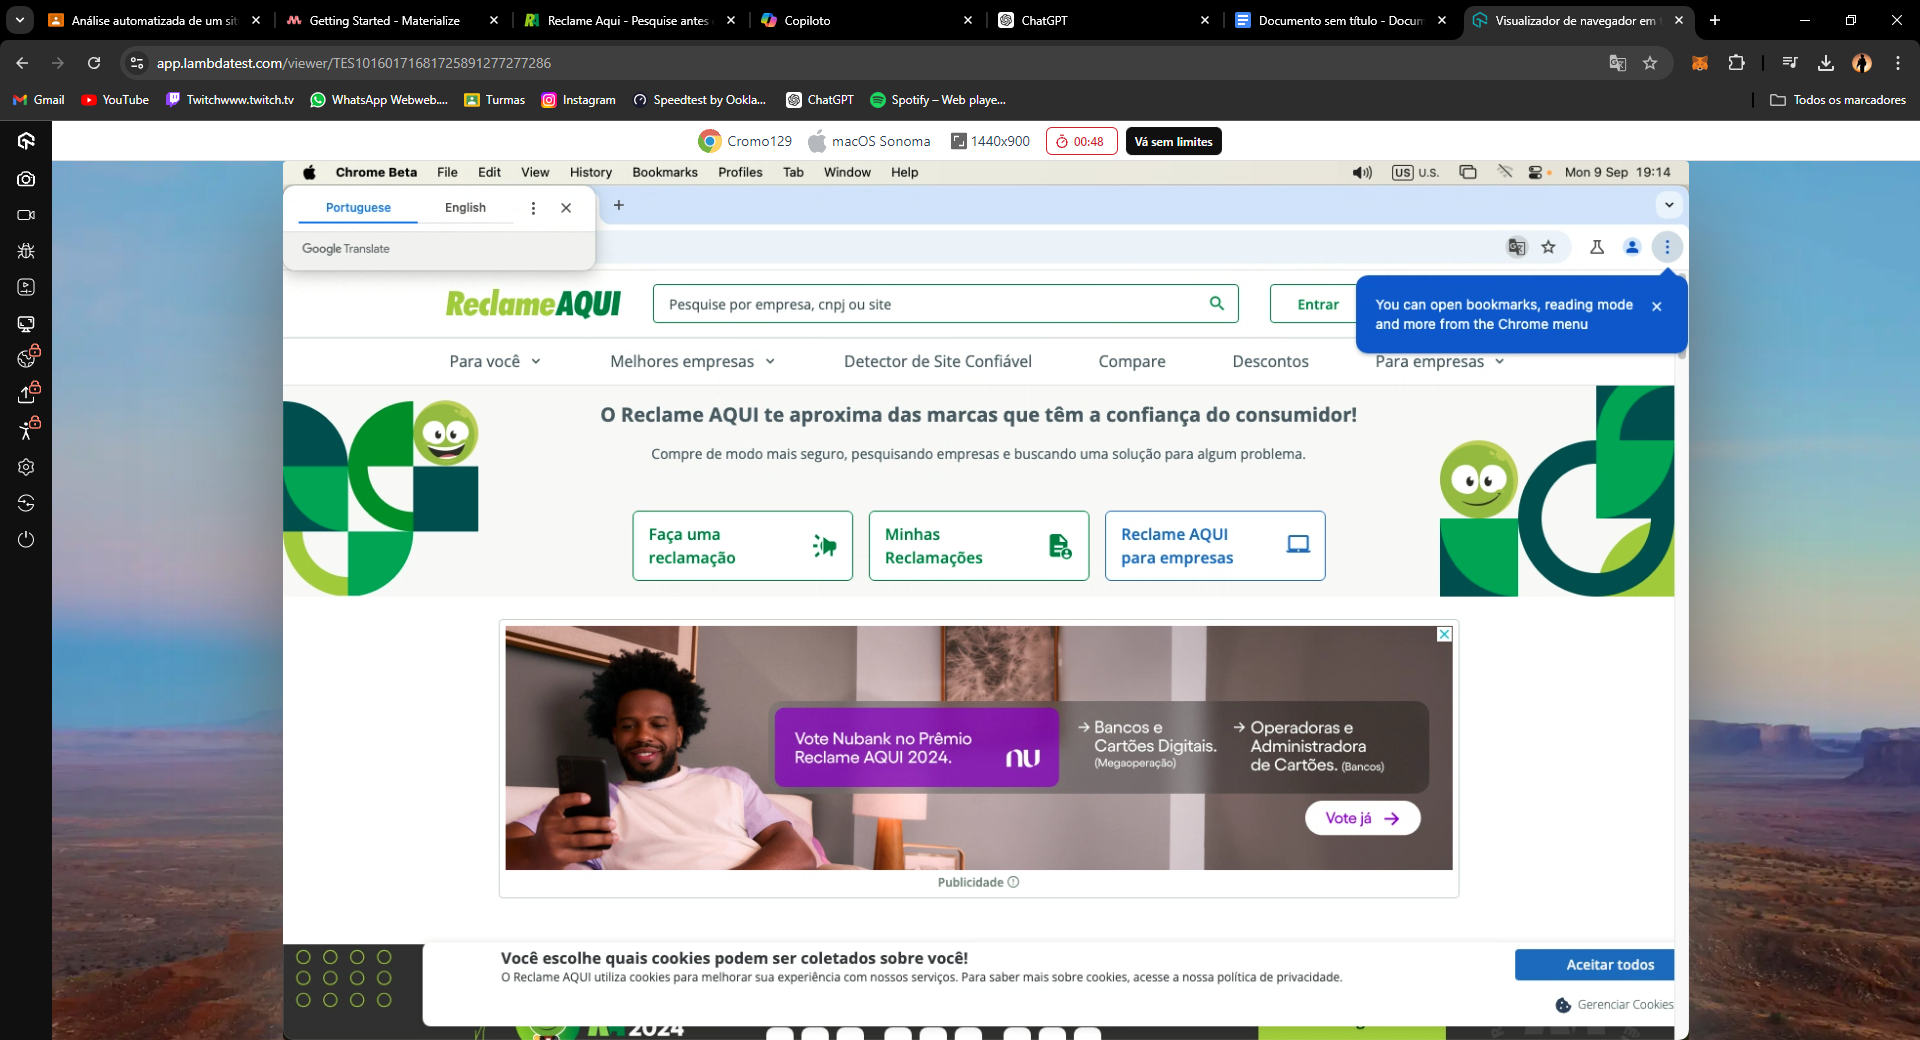 Análise automatizada de um sit
Getting Started - Materialize
Reclame Aqui - Pesquise antes
Copiloto
ChatGPT
Documento sem título - Docum
Visualizador de navegador em t
app.lambdatest.com/viewer/TES10160171681725891277277286
Gmail
YouTube
Twitchwww.twitch.tv
WhatsApp Webweb....
Turmas
Instagram
Speedtest by Ookla...
ChatGPT
Spotify – Web playe...
Todos os marcadores
Cromo129
macOS Sonoma
1440x900
00:48
Vá sem limites
Chrome Beta File Edit View History Bookmarks Profiles Tab Window Help
US U.S.
Mon 9 Sep 19:14
Portuguese
English
Google Translate
ReclameAQUI
Pesquise por empresa, cnpj ou site
Entrar
You can open bookmarks, reading mode
and more from the Chrome menu
Para você
Melhores empresas
Detector de Site Confiável
Compare
Descontos
Para empresas
O Reclame AQUI te aproxima das marcas que têm a confiança do consumidor!
Compre de modo mais seguro, pesquisando empresas e buscando uma solução para algum problema.
Faça uma
reclamação
Minhas
Reclamações
Reclame AQUI
para empresas
Vote Nubank no Prêmio
Reclame AQUI 2024.
nu
→ Bancos e
Cartões Digitais.
(Megaoperação)
→ Operadoras e
Administradora
de Cartões. (Bancos)
Vote já →
Publicidade
Você escolhe quais cookies podem ser coletados sobre você!
O Reclame AQUI utiliza cookies para melhorar sua experiência com nossos serviços. Para saber mais sobre cookies, acesse a nossa política de privacidade.
Aceitar todos
Gerenciar Cookies
RA 2024